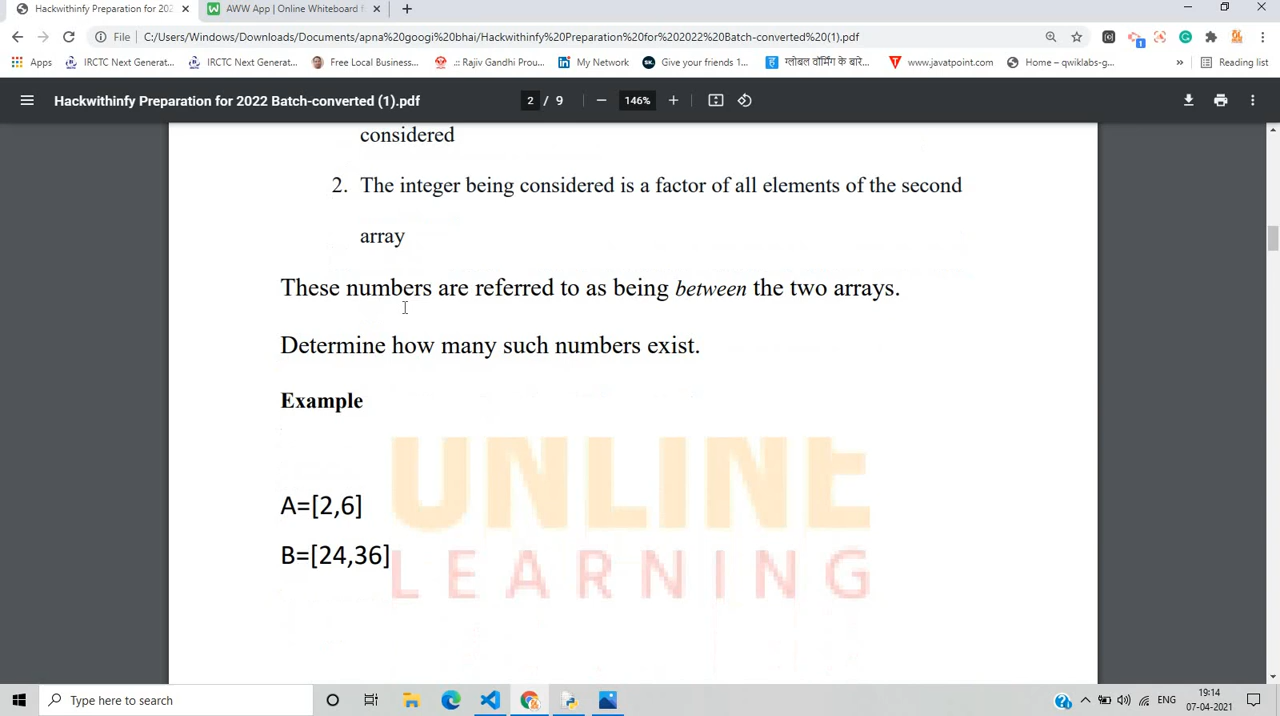 Hackwithinfy Preparation for 202
AWW App | Online Whiteboard f
File
C:/Users/Windows/Downloads/Documents/apna%20googi%20bhai/Hackwithinfy%20Preparation%20for%202022%20Batch-converted%20(1).pdf
Apps
IRCTC Next Generat...
IRCTC Next Generat...
Free Local Business...
.:: Rajiv Gandhi Prou...
My Network
Give your friends 1...
ग्लोबल वॉर्मिंग के बारे...
www.javatpoint.com
Home – qwiklabs-g...
»
Reading list
Hackwithinfy Preparation for 2022 Batch-converted (1).pdf
2 / 9
146%
considered
2. The integer being considered is a factor of all elements of the second
array
These numbers are referred to as being between the two arrays.
Determine how many such numbers exist.
Example
A=[2,6]
B=[24,36]
ONLINE
LEARNING
Type here to search
ENG
19:14
07-04-2021